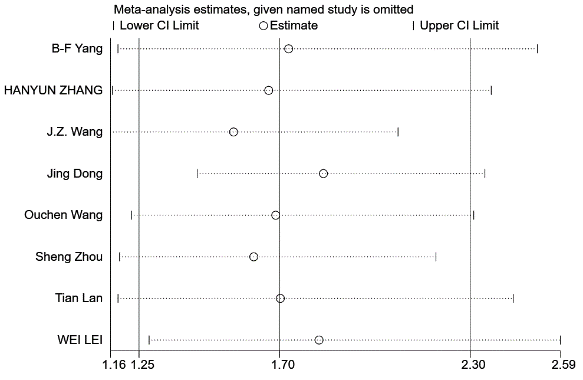 Meta-analysis estimates, given named study is omitted
Lower CI Limit Estimate Upper CI Limit
B-F Yang
HANYUN ZHANG
J.Z. Wang
Jing Dong
Ouchen Wang
Sheng Zhou
Tian Lan
WEI LEI
1.16 1.25 1.70 2.30 2.59